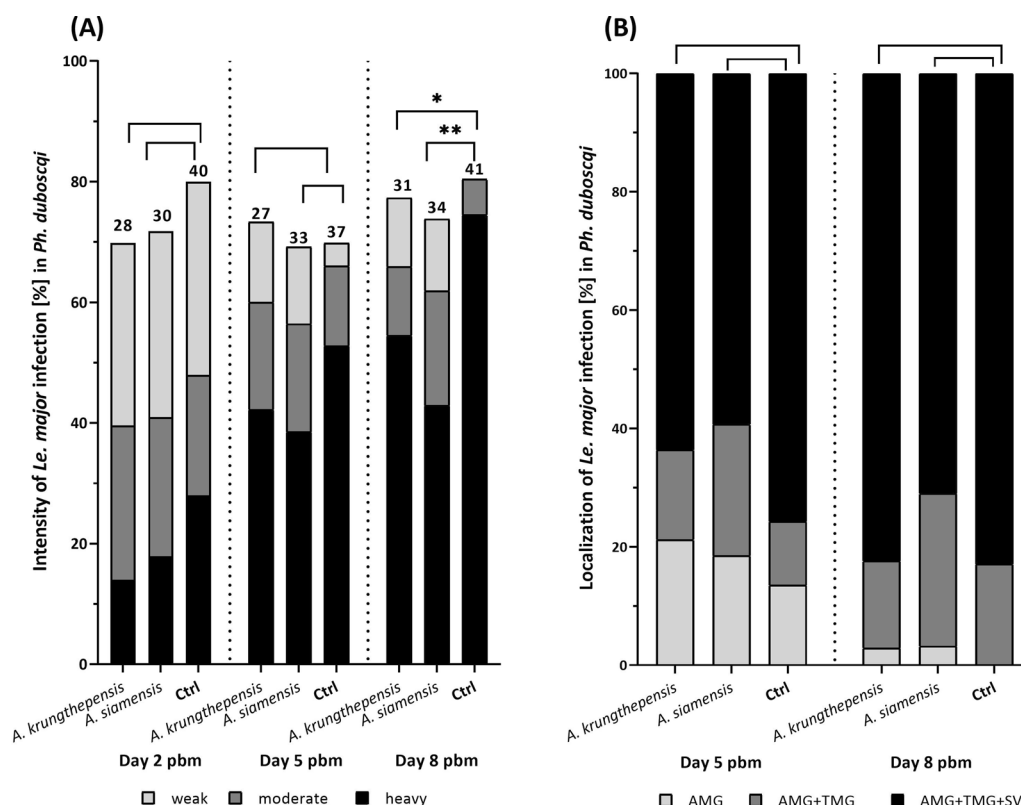 (A)
Intensity of Le. major infection [%] in Ph. duboscqi
100
80
60
40
20
0
28
30
40
27
33
37
31
34
41
*
**
A. krungthepensis
A. siamensis
Ctrl
A. krungthepensis
A. siamensis
Ctrl
A. krungthepensis
A. siamensis
Ctrl
Day 2 pbm
Day 5 pbm
Day 8 pbm
weak
moderate
heavy
(B)
Localization of Le. major infection [%] in Ph. duboscqi
100
80
60
40
20
0
A. krungthepensis
A. siamensis
Ctrl
A. krungthepensis
A. siamensis
Ctrl
Day 5 pbm
Day 8 pbm
AMG
AMG+TMG
AMG+TMG+SV